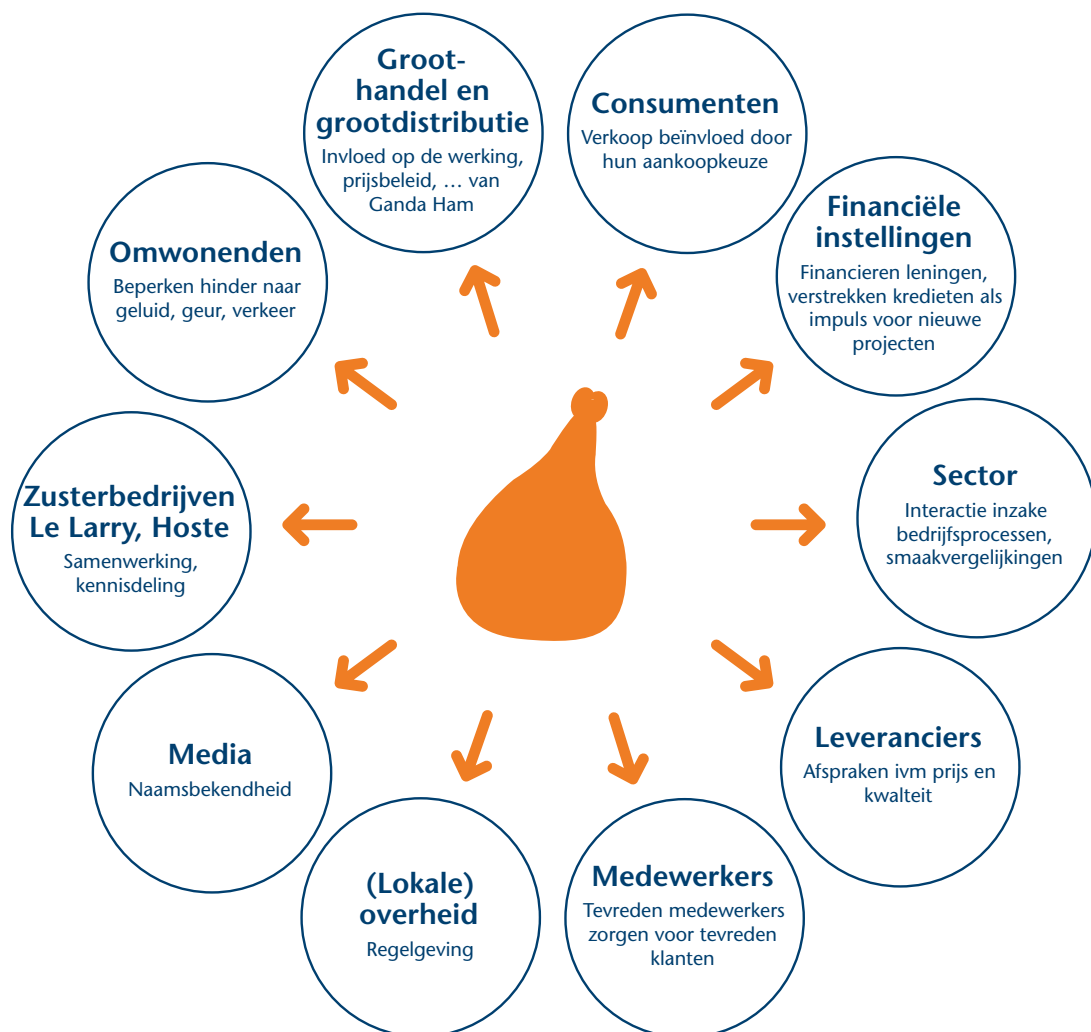 Groot-
handel en
grootdistributie
Invloed op de werking,
prijsbeleid, … van
Ganda Ham
Consumenten
Verkoop beïnvloed door
hun aankoopkeuze
Financiële
instellingen
Financieren leningen,
verstrekken kredieten als
impuls voor nieuwe
projecten
Sector
Interactie inzake
bedrijfsprocessen,
smaakvergelijkingen
Leveranciers
Afspraken ivm prijs en
kwalteit
Medewerkers
Tevreden medewerkers
zorgen voor tevreden
klanten
(Lokale)
overheid
Regelgeving
Media
Naamsbekendheid
Zusterbedrijven
Le Larry, Hoste
Samenwerking,
kennisdeling
Omwonenden
Beperken hinder naar
geluid, geur, verkeer